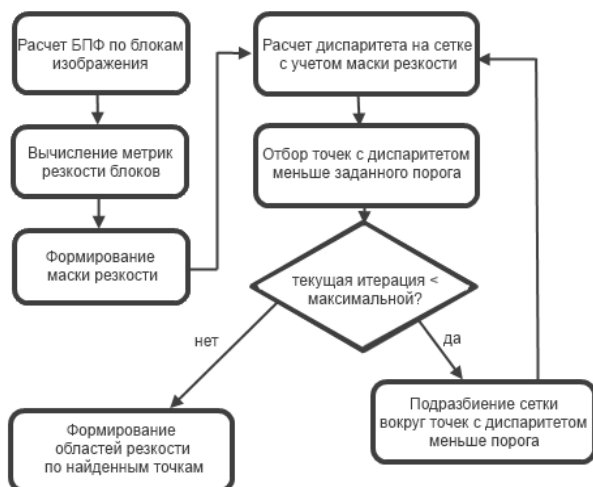 Расчет БПФ по блокам
изображения
Вычисление метрик
резкости блоков
Формирование
маски резкости
Расчет диспаритета на сетке
с учетом маски резкости
Отбор точек с диспаритетом
меньше заданного порога
текущая итерация <
максимальной?
нет
да
Формирование
областей резкости
по найденным точкам
Подразбиение сетки
вокруг точек с диспаритетом
меньше порога